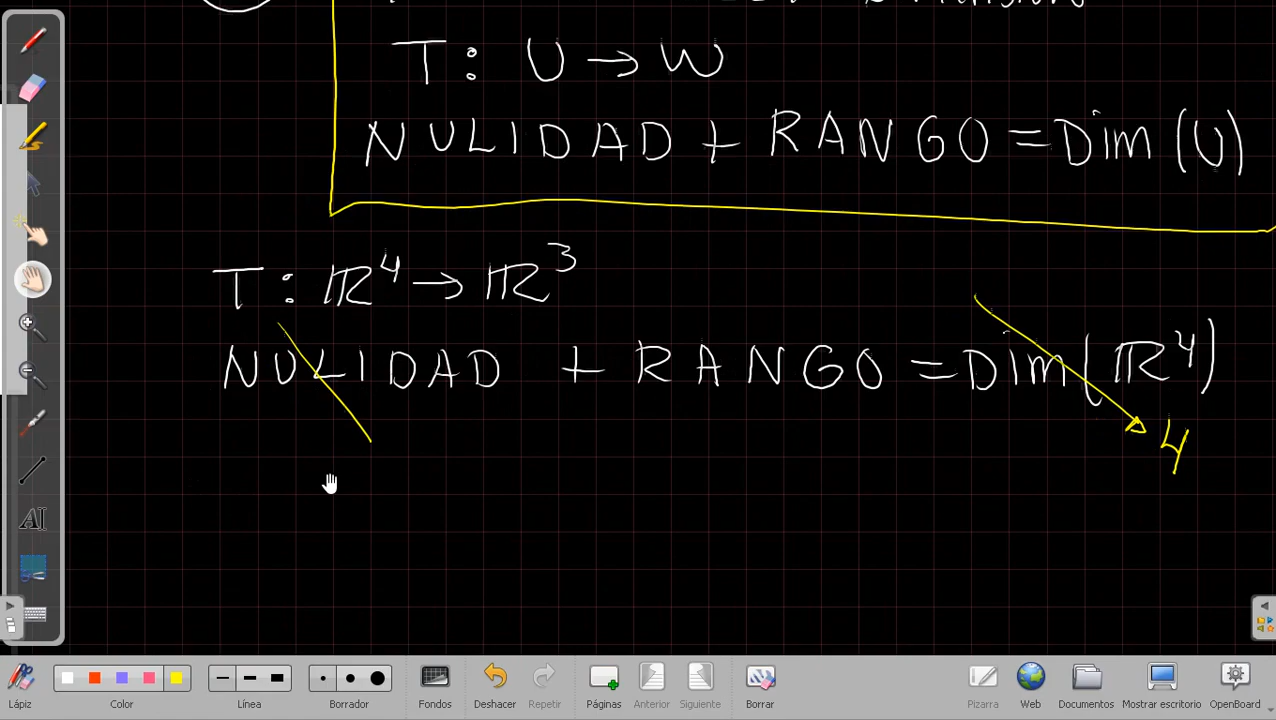 T: U → W
NULIDAD + RANGO = Dim(U)
T: ℝ⁴ → ℝ³
NULIDAD + RANGO = Dim(ℝ⁴)
4
AI
Lápiz
Color
Línea
Borrador
Fondos
Deshacer
Repetir
Páginas
Anterior
Siguiente
Borrar
Pizarra
Web
Documentos
Mostrar escritorio
OpenBoard